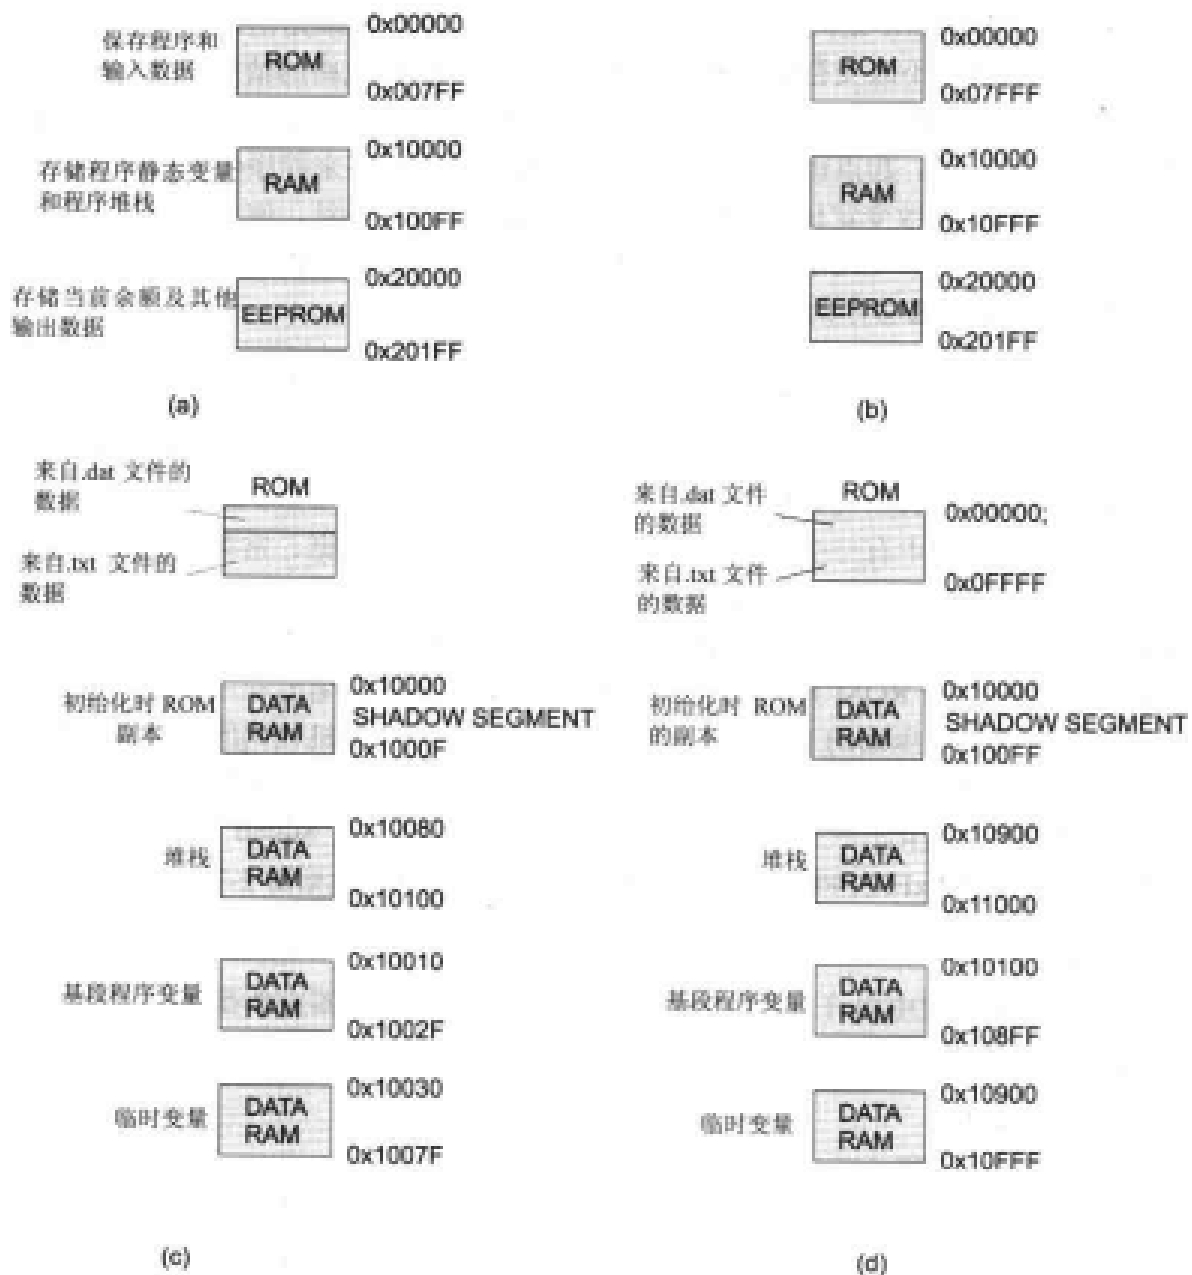 保存程序和
输入数据
ROM
0x00000
0x007FF
存储程序静态变量
和程序堆栈
RAM
0x10000
0x100FF
存储当前余额及其他
输出数据
EEPROM
0x20000
0x201FF
(a)
ROM
0x00000
0x07FFF
RAM
0x10000
0x10FFF
EEPROM
0x20000
0x201FF
(b)
来自.dat 文件的
数据
ROM
来自.txt 文件的
数据
初始化时 ROM
副本
DATA
RAM
0x10000
SHADOW SEGMENT
0x1000F
堆栈
DATA
RAM
0x10080
0x10100
基段程序变量
DATA
RAM
0x10010
0x1002F
临时变量
DATA
RAM
0x10030
0x1007F
(c)
来自.dat 文件
的数据
ROM
0x00000;
来自.txt 文件
的数据
0x0FFFF
初始化时 ROM
的副本
DATA
RAM
0x10000
SHADOW SEGMENT
0x100FF
堆栈
DATA
RAM
0x10900
0x11000
基段程序变量
DATA
RAM
0x10100
0x108FF
临时变量
DATA
RAM
0x10900
0x10FFF
(d)